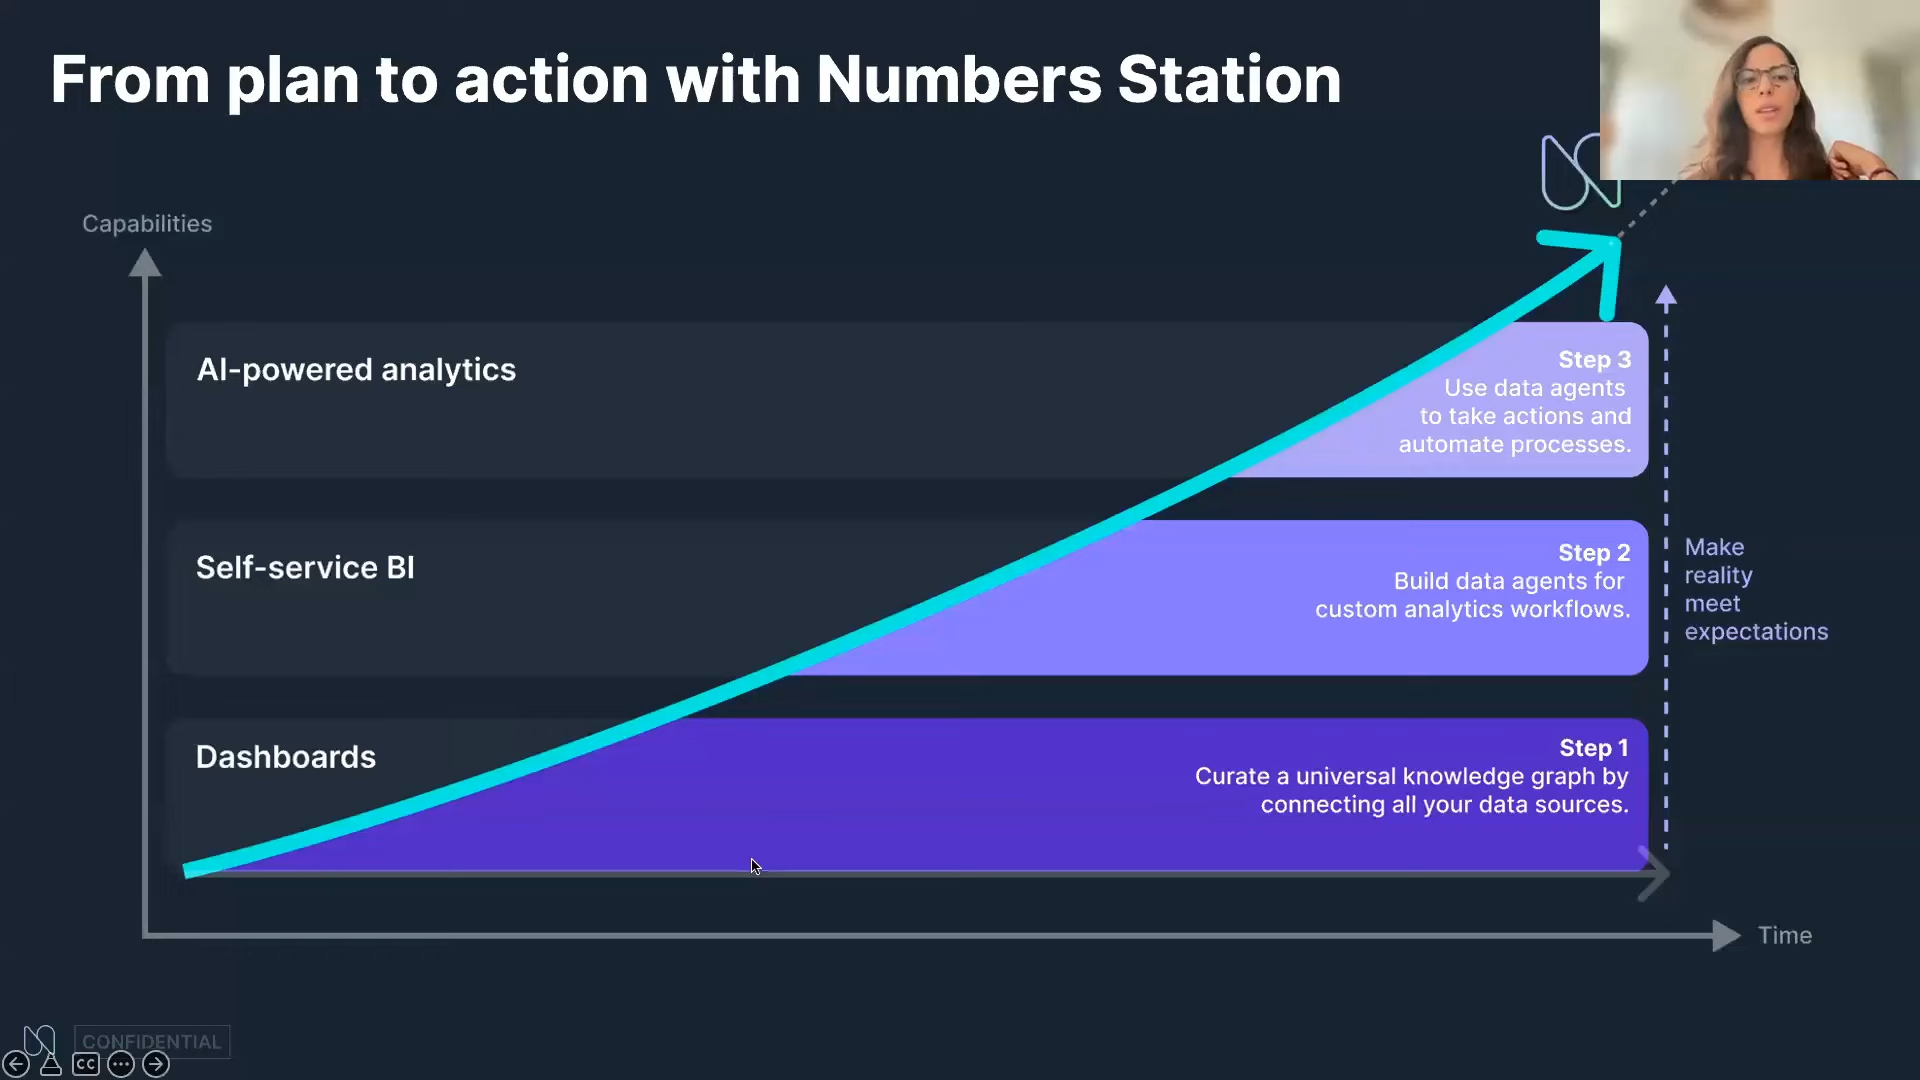 From plan to action with Numbers Station
Capabilities
AI-powered analytics
Step 3
Use data agents
to take actions and
automate processes.
Self-service BI
Step 2
Build data agents for
custom analytics workflows.
Make
reality
meet
expectations
Dashboards
Step 1
Curate a universal knowledge graph by
connecting all your data sources.
Time
CONFIDENTIAL
CC